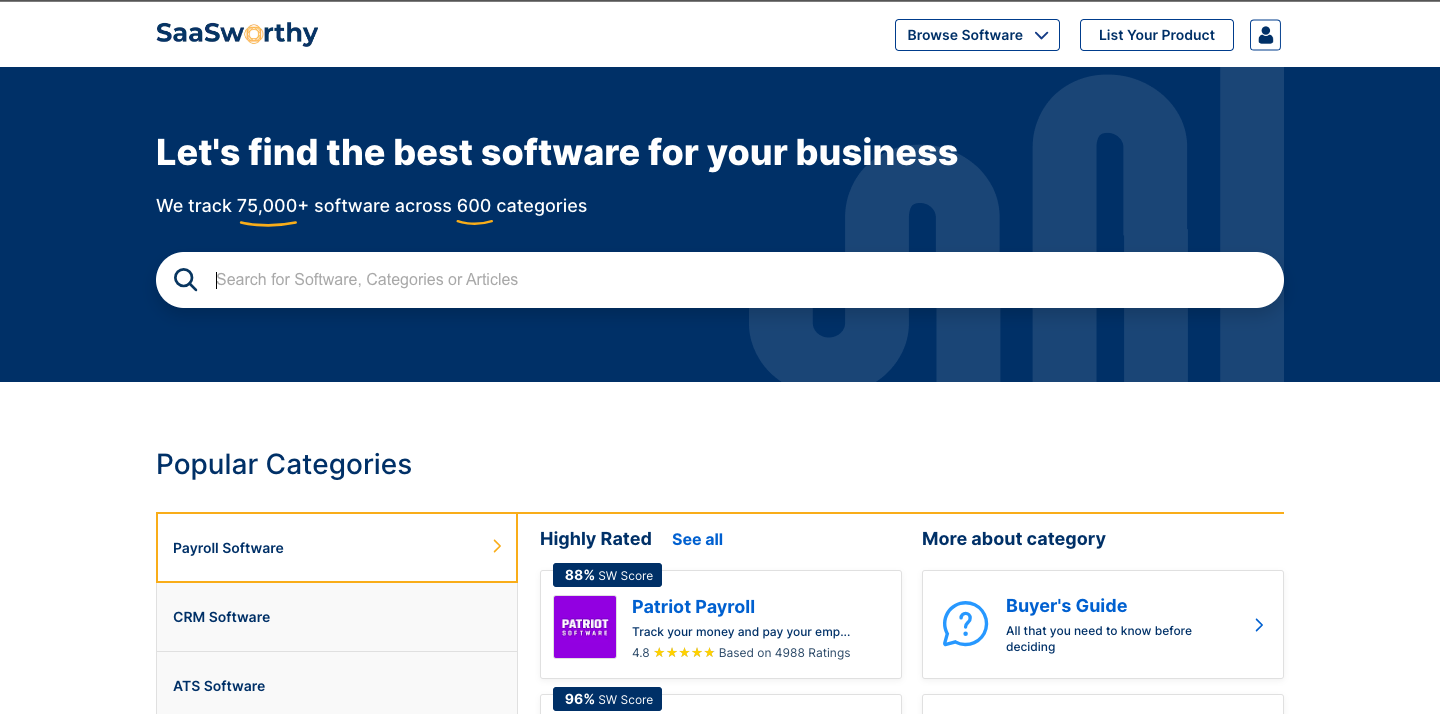 SaaSworthy
Browse Software
List Your Product
Let's find the best software for your business
We track 75,000+ software across 600 categories
Search for Software, Categories or Articles
Popular Categories
Payroll Software
CRM Software
ATS Software
Highly Rated See all
88% SW Score
PATRIOT
SOFTWARE
Patriot Payroll
Track your money and pay your emp...
4.8 ★★★★★ Based on 4988 Ratings
96% SW Score
More about category
Buyer's Guide
All that you need to know before
deciding